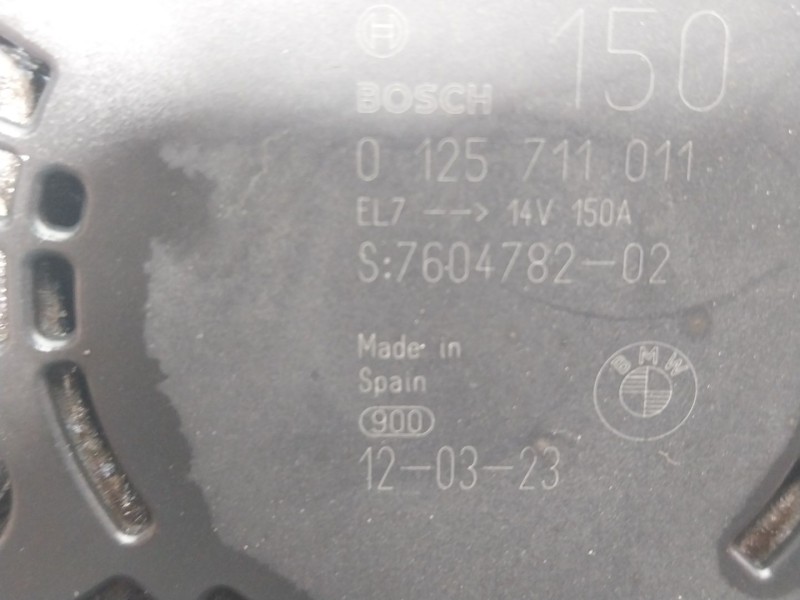 150
BOSCH
0 125 711 011
EL7 --> 14V 150A
S:7604782-02
Made in
Spain
BMW
900
12-03-23